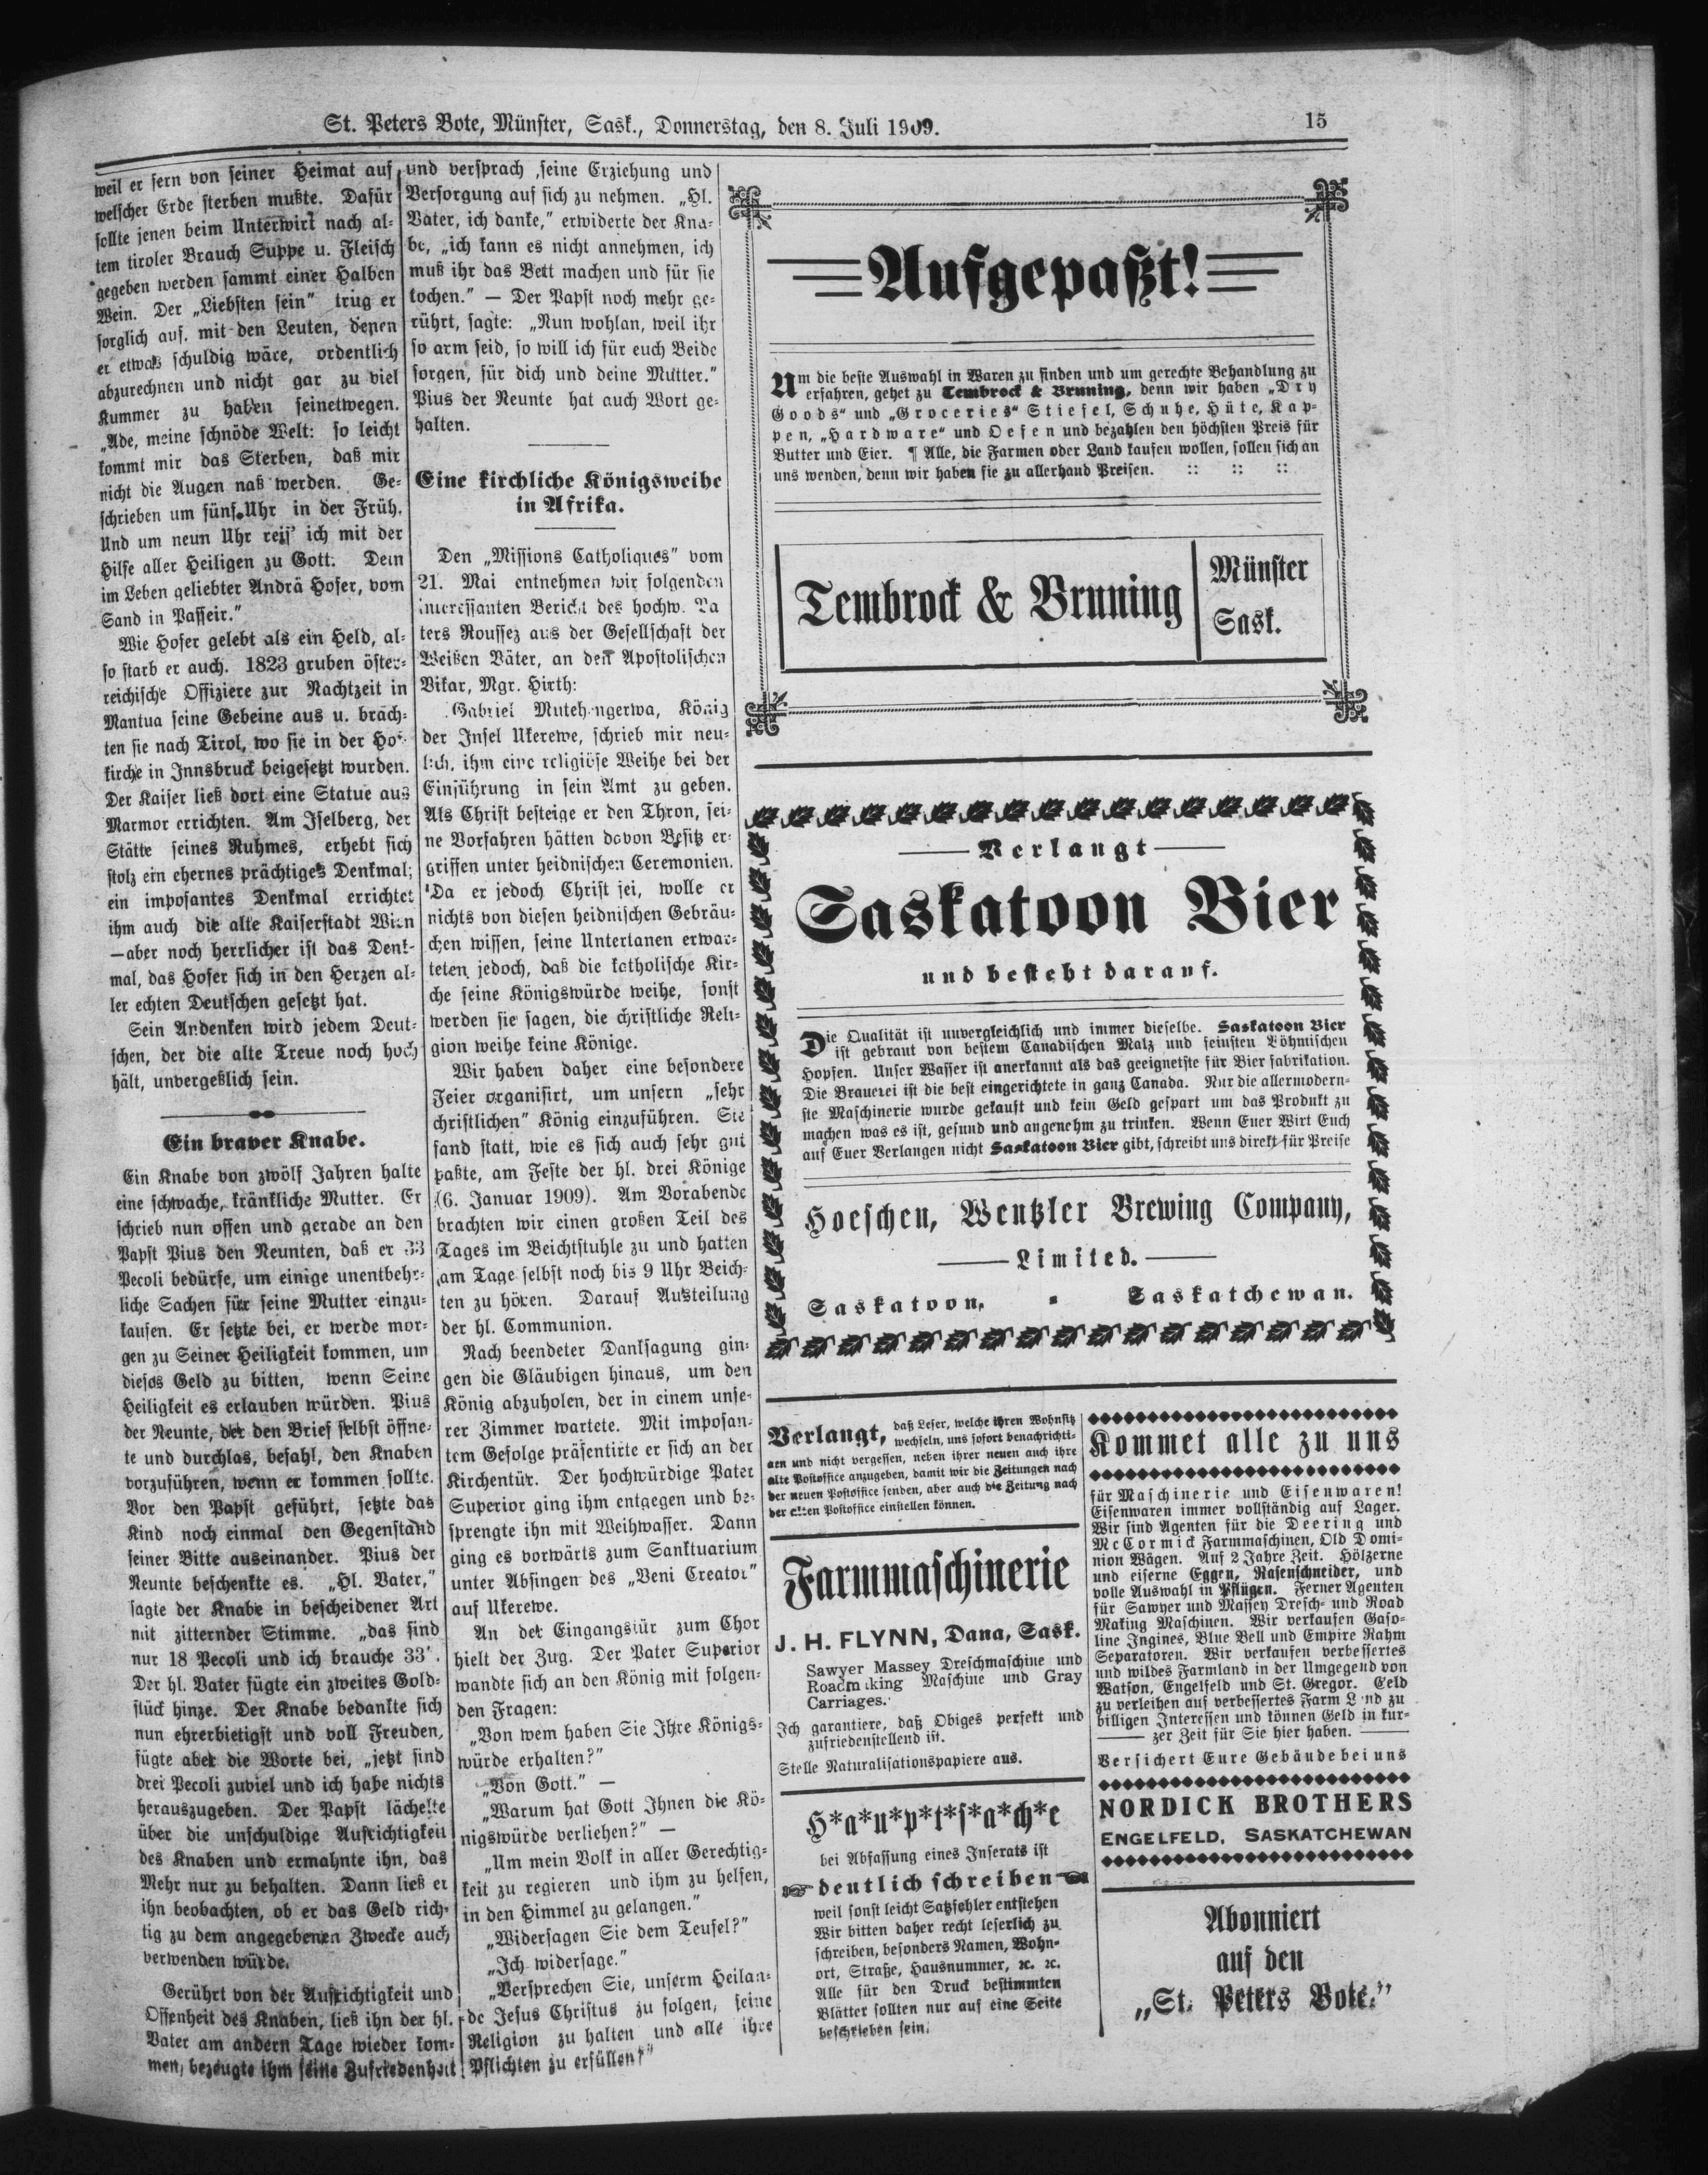 St. Peters Bote, Münster, Sask., Donnerstag, den 8. Juli 1909.
15
weil er fern von seiner Heimat auf
welscher Erde sterben mußte. Dafür
sollte jenen beim Unterwirt nach al-
tem tiroler Brauch Suppe u. Fleisch
gegeben werden sammt einer Halben
Wein. Der „Liebsten sein" trug er
sorglich auf, mit den Leuten, denen
er etwas schuldig wäre, ordentlich
abzurechnen und nicht gar zu viel
Kummer zu haben seinetwegen.
„Ade, meine schnöde Welt: so leicht
kommt mir das Sterben, daß mir
nicht die Augen naß werden. Ge-
schrieben um fünf Uhr in der Früh.
Und um neun Uhr reis' ich mit der
Hilfe aller Heiligen zu Gott. Dein
im Leben geliebter Andrä Hofer, vom
Sand in Passeir."
Wie Hofer gelebt als ein Held, al-
so starb er auch. 1823 gruben öster-
reichische Offiziere zur Nachtzeit in
Mantua seine Gebeine aus u. bräch-
ten sie nach Tirol, wo sie in der Hof-
kirche in Innsbruck beigesetzt wurden.
Der Kaiser ließ dort eine Statue aus
Marmor errichten. Am Iselberg, der
Stätte seines Ruhmes, erhebt sich
stolz ein ehernes prächtiges Denkmal;
ein imposantes Denkmal errichtet
ihm auch die alte Kaiserstadt Wien
—aber noch herrlicher ist das Denk-
mal, das Hofer sich in den Herzen al-
ler echten Deutschen gesetzt hat.
Sein Andenken wird jedem Deut-
schen, der die alte Treue noch hoch
hält, unvergeßlich sein.
Ein braver Knabe.
Ein Knabe von zwölf Jahren halte
eine schwache, kränkliche Mutter. Er
schrieb nun offen und gerade an den
Papst Pius den Neunten, daß er 33
Pecoli bedürfe, um einige unentbehr-
liche Sachen für seine Mutter einzu-
kaufen. Er setzte bei, er werde mor-
gen zu Seiner Heiligkeit kommen, um
dieses Geld zu bitten, wenn Seine
Heiligkeit es erlauben würden. Pius
der Neunte, der den Brief selbst öffne-
te und durchlas, befahl, den Knaben
vorzuführen, wenn er kommen sollte.
Vor den Papst geführt, setzte das
Kind noch einmal den Gegenstand
seiner Bitte auseinander. Pius der
Neunte beschenkte es. „Hl. Vater,"
sagte der Knabe in bescheidener Art
mit zitternder Stimme, „das sind
nur 18 Pecoli und ich brauche 33".
Der hl. Vater fügte ein zweites Gold-
stück hinze. Der Knabe bedankte sich
nun ehrerbietigst und voll Freuden,
fügte aber die Worte bei, „jetzt sind
drei Pecoli zuviel und ich habe nichts
herauszugeben. Der Papst lächelte
über die unschuldige Aufrichtigkeit
des Knaben und ermahnte ihn, das
Mehr nur zu behalten. Dann ließ er
ihn beobachten, ob er das Geld rich-
tig zu dem angegebenen Zwecke auch
verwenden würde.
Gerührt von der Aufrichtigkeit und
Offenheit des Knaben, ließ ihn der hl.
Vater am andern Tage wieder kom-
men, bezeugte ihm seine Zufriedenheit
und versprach, seine Erziehung und
Versorgung auf sich zu nehmen. „Hl.
Vater, ich danke," erwiderte der Kna-
be, „ich kann es nicht annehmen, ich
muß ihr das Bett machen und für sie
kochen." — Der Papst noch mehr ge-
rührt, sagte: „Nun wohlan, weil ihr
so arm seid, so will ich für euch Beide
sorgen, für dich und deine Mutter."
Pius der Neunte hat auch Wort ge-
halten.
Eine kirchliche Königsweihe
in Afrika.
Den „Missions Catholiques" vom
21. Mai entnehmen wir folgenden
interessanten Bericht des hochw. Pa
ters Roussez aus der Gesellschaft der
Weißen Väter, an den Apostolischen
Vikar, Mgr. Hirth:
Gabriel König
der Insel Ukerewe, schrieb mir neu-
lich, ihm eine religiöse Weihe bei der
Einführung in sein Amt zu geben.
Als Christ besteige er den Thron, sei-
ne Vorfahren hätten davon Besitz er-
griffen unter heidnischen Ceremonien.
Da er jedoch Christ sei, wolle er
nichts von diesen heidnischen Gebräu-
chen wissen, seine Untertanen erwar-
teten jedoch, daß die katholische Kir-
che seine Königswürde weihe, sonst
werden sie sagen, die christliche Reli-
gion weihe keine Könige.
Wir haben daher eine besondere
Feier organisirt, um unsern „sehr
christlichen" König einzuführen. Sie
fand statt, wie es sich auch sehr gut
paßte, am Feste der hl. drei Könige
(6. Januar 1909). Am Vorabende
brachten wir einen großen Teil des
Tages im Beichtstuhle zu und hatten
am Tage selbst noch bis 9 Uhr Beich-
ten zu hören. Darauf Austeilung
der hl. Communion.
Nach beendeter Danksagung gin-
gen die Gläubigen hinaus, um den
König abzuholen, der in einem unse-
rer Zimmer wartete. Mit imposan-
tem Gefolge präsentirte er sich an der
Kirchentür. Der hochwürdige Pater
Superior ging ihm entgegen und be-
sprengte ihn mit Weihwasser. Dann
ging es vorwärts zum Sanktuarium
unter Absingen des „Veni Creator"
auf Ukerewe.
An der Eingangstür zum Chor
hielt der Zug. Der Pater Superior
wandte sich an den König mit folgen-
den Fragen:
„Von wem haben Sie Ihre Königs-
würde erhalten?"
„Von Gott." —
„Warum hat Gott Ihnen die Kö-
nigswürde verliehen?" —
„Um mein Volk in aller Gerechtig-
keit zu regieren und ihm zu helfen,
in den Himmel zu gelangen."
„Widersagen Sie dem Teufel?"
„Ich widersage."
„Versprechen Sie, unserm Heilan-
de Jesus Christus zu folgen, seine
Religion zu halten und alle ihre
Pflichten zu erfüllen?"
Aufgepaßt!
Um die beste Auswahl in Waren zu finden und um gerechte Behandlung zu
erfahren, gehet zu Tembrock & Bruning, denn wir haben „Dry
Goods" und „Groceries" Stiefel, Schuhe, Hüte, Kap-
pen, „Hardware" und Oefen und bezahlen den höchsten Preis für
Butter und Eier. ¶ Alle, die Farmen oder Land kaufen wollen, sollen sich an
uns wenden, denn wir haben sie zu allerhand Preisen. :: :: ::
Tembrock & Bruning
Münster
Sask.
Verlangt
Saskatoon Bier
und besteht darauf.
Die Qualität ist unvergleichlich und immer dieselbe. Saskatoon Bier
ist gebraut von bestem Canadischen Malz und feinsten Böhmischen
Hopfen. Unser Wasser ist anerkannt als das geeignetste für Bier fabrikation.
Die Brauerei ist die best eingerichtete in ganz Canada. Nur die allermodern-
ste Maschinerie wurde gekauft und kein Geld gespart um das Produkt zu
machen was es ist, gesund und angenehm zu trinken. Wenn Euer Wirt Euch
auf Euer Verlangen nicht Saskatoon Bier gibt, schreibt uns direkt für Preise
Hoeschen, Wentzler Brewing Company,
Limited.
Saskatoon, - Saskatchewan.
Verlangt, daß Leser, welche ihren Wohnsitz
wechseln, uns sofort benachrichti-
gen und nicht vergessen, neben ihrer neuen auch ihre
alte Postoffice anzugeben, damit wir die Zeitungen nach
der neuen Postoffice senden, aber auch die Zeitung nach
der alten Postoffice einstellen können.
Farmmaschinerie
J. H. FLYNN, Dana, Sask.
Sawyer Massey Dreschmaschine und
Roadmaking Maschine und Gray
Carriages.
Ich garantiere, daß Obiges perfekt und
zufriedenstellend ist.
Stelle Naturalisationspapiere aus.
H*a*u*p*t*s*a*ch*e
bei Abfassung eines Inserats ist
☞ deutlich schreiben ☜
weil sonst leicht Satzfehler entstehen
Wir bitten daher recht leserlich zu
schreiben, besonders Namen, Wohn-
ort, Straße, Hausnummer, ꝛc. ꝛc.
Alle für den Druck bestimmten
Blätter sollten nur auf eine Seite
beschrieben sein.
Kommet alle zu uns
für Maschinerie und Eisenwaren!
Eisenwaren immer vollständig auf Lager.
Wir sind Agenten für die Deering und
McCormick Farmmaschinen, Old Domi-
nion Wägen. Auf 2 Jahre Zeit. Hölzerne
und eiserne Eggen, Rasenschneider, und
volle Auswahl in Pflügen. Ferner Agenten
für Sawyer und Massey Dresch- und Road
Making Maschinen. Wir verkaufen Gaso-
line Ingines, Blue Bell und Empire Rahm
Separatoren. Wir verkaufen verbessertes
und wildes Farmland in der Umgegend von
Watson, Engelfeld und St. Gregor. Geld
zu verleihen auf verbessertes Farm Land zu
billigen Interessen und können Geld in kur-
zer Zeit für Sie hier haben.
Versichert Eure Gebäude bei uns
NORDICK BROTHERS
ENGELFELD, SASKATCHEWAN
Abonniert
auf den
„St. Peters Bote."